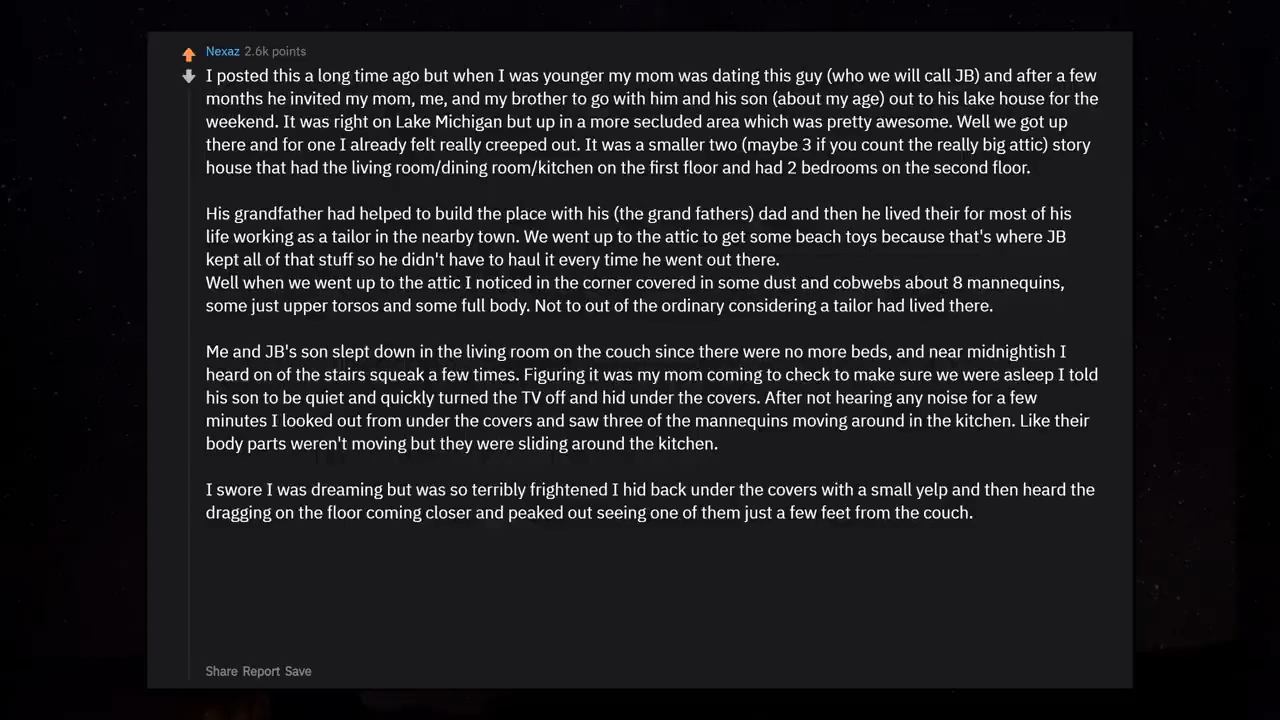 Nexaz 2.6k points
I posted this a long time ago but when I was younger my mom was dating this guy (who we will call JB) and after a few
months he invited my mom, me, and my brother to go with him and his son (about my age) out to his lake house for the
weekend. It was right on Lake Michigan but up in a more secluded area which was pretty awesome. Well we got up
there and for one I already felt really creeped out. It was a smaller two (maybe 3 if you count the really big attic) story
house that had the living room/dining room/kitchen on the first floor and had 2 bedrooms on the second floor.
His grandfather had helped to build the place with his (the grand fathers) dad and then he lived their for most of his
life working as a tailor in the nearby town. We went up to the attic to get some beach toys because that's where JB
kept all of that stuff so he didn't have to haul it every time he went out there.
Well when we went up to the attic I noticed in the corner covered in some dust and cobwebs about 8 mannequins,
some just upper torsos and some full body. Not to out of the ordinary considering a tailor had lived there.
Me and JB's son slept down in the living room on the couch since there were no more beds, and near midnightish I
heard on of the stairs squeak a few times. Figuring it was my mom coming to check to make sure we were asleep I told
his son to be quiet and quickly turned the TV off and hid under the covers. After not hearing any noise for a few
minutes I looked out from under the covers and saw three of the mannequins moving around in the kitchen. Like their
body parts weren't moving but they were sliding around the kitchen.
I swore I was dreaming but was so terribly frightened I hid back under the covers with a small yelp and then heard the
dragging on the floor coming closer and peaked out seeing one of them just a few feet from the couch.
Share Report Save